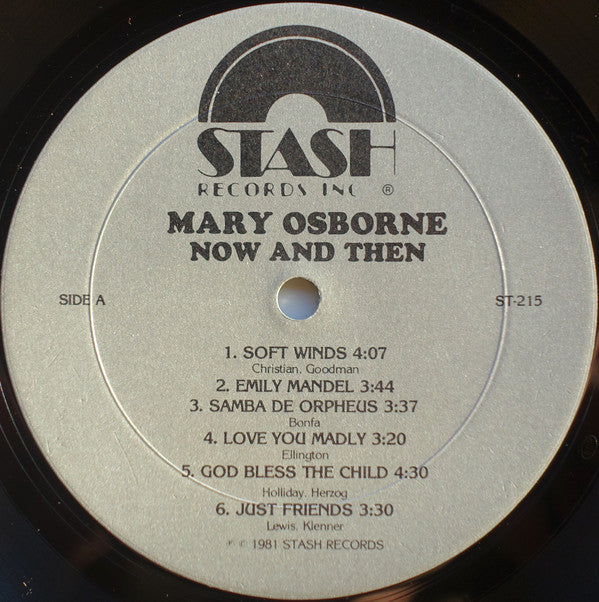 STASH
RECORDS INC ®
MARY OSBORNE
NOW AND THEN
SIDE A
ST-215
1. SOFT WINDS 4:07
Christian, Goodman
2. EMILY MANDEL 3:44
3. SAMBA DE ORPHEUS 3:37
Bonfa
4. LOVE YOU MADLY 3:20
Ellington
5. GOD BLESS THE CHILD 4:30
Holliday, Herzog
6. JUST FRIENDS 3:30
Lewis, Klenner
℗ © 1981 STASH RECORDS